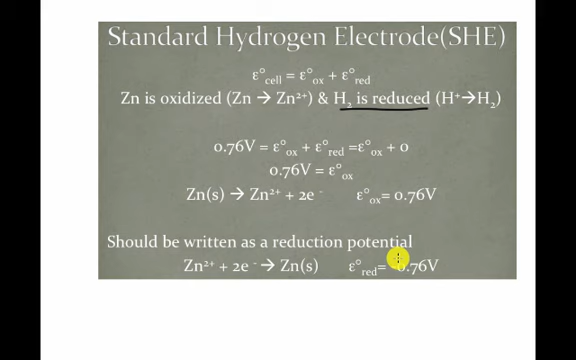 Standard Hydrogen Electrode(SHE)
ε°cell = ε°ox + ε°red
Zn is oxidized (Zn → Zn²⁺) & H₂ is reduced (H⁺→H₂)
0.76V = ε°ox + ε°red =ε°ox + 0
0.76V = ε°ox
Zn(s) → Zn²⁺ + 2e⁻ ε°ox= 0.76V
Should be written as a reduction potential
Zn²⁺ + 2e⁻ → Zn(s) ε°red= -0.76V